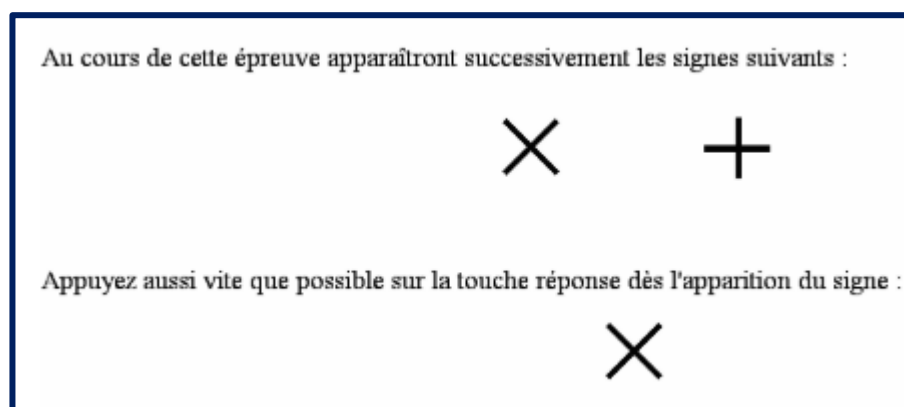 Au cours de cette épreuve apparaîtront successivement les signes suivants :
× +
Appuyez aussi vite que possible sur la touche réponse dès l'apparition du signe :
×